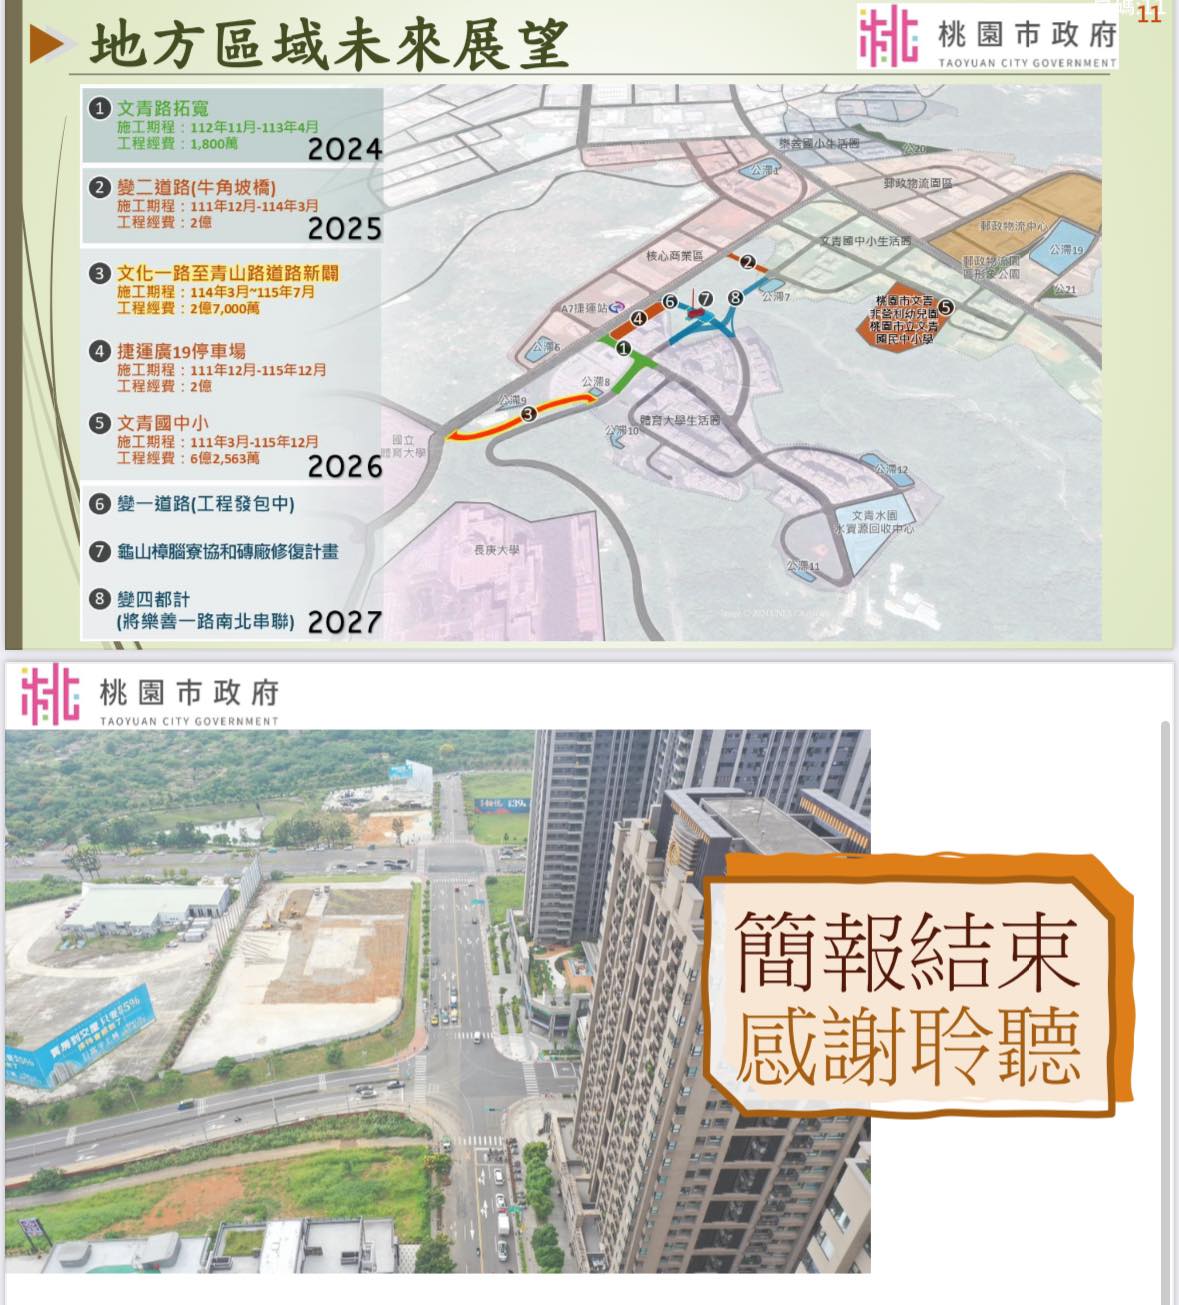 地方區域未來展望
桃園市政府
TAOYUAN CITY GOVERNMENT
11
1 文青路拓寬
施工期程：112年11月-113年4月
工程經費：1,800萬
2024
2 變二道路(牛角坡橋)
施工期程：111年12月-114年3月
工程經費：2億
2025
3 文化一路至青山路道路新闢
施工期程：114年3月~115年7月
工程經費：2億7,000萬
4 捷運廣19停車場
施工期程：111年12月-115年12月
工程經費：2億
5 文青國中小
施工期程：111年3月-115年12月
工程經費：6億2,563萬
2026
6 變一道路(工程發包中)
7 龜山樟腦寮協和磚廠修復計畫
8 變四都計
(將樂善一路南北串聯)
2027
樂善國小生活圈
公20
公滯1
郵政物流園區
郵政物流中心
文青國中小生活圈
公滯19
核心商業區
2
郵政物流園
區形象公園
公21
公滯7
A7捷運站
6
7
8
桃園市文青
非營利幼兒園
桃園市立文青
國民中小學
5
4
1
公滯6
公滯8
公滯9
3
體育大學生活圈
公滯10
國立
體育大學
公滯12
文青水園
水資源回收中心
長庚大學
公滯11
桃園市政府
TAOYUAN CITY GOVERNMENT
簡報結束
感謝聆聽